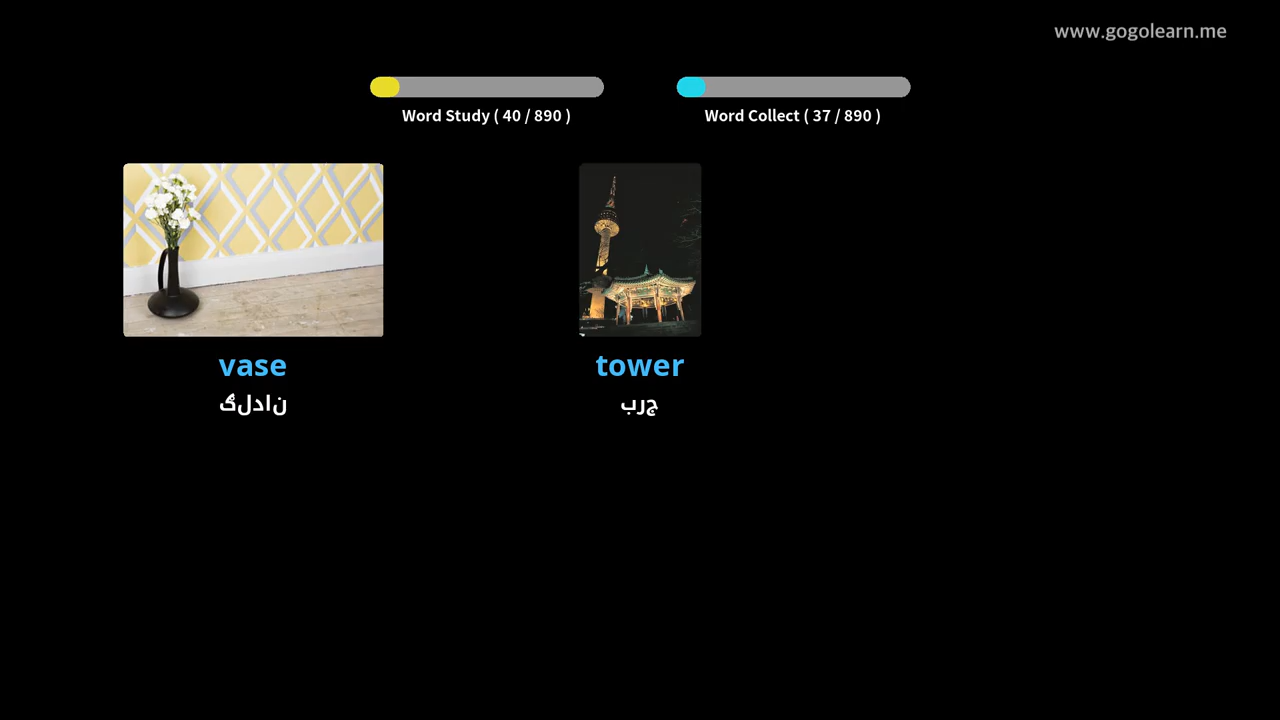 www.gogolearn.me
Word Study ( 40 / 890 )
Word Collect ( 37 / 890 )
vase
نادلگ
tower
جرب